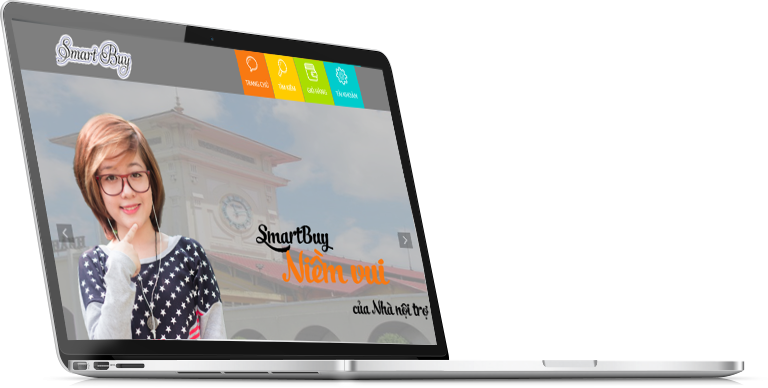 Smart Buy
TRANG CHỦ
TÌM KIẾM
GIỎ HÀNG
TÀI KHOẢN
SmartBuy
Niềm vui
của Nhà nội trợ